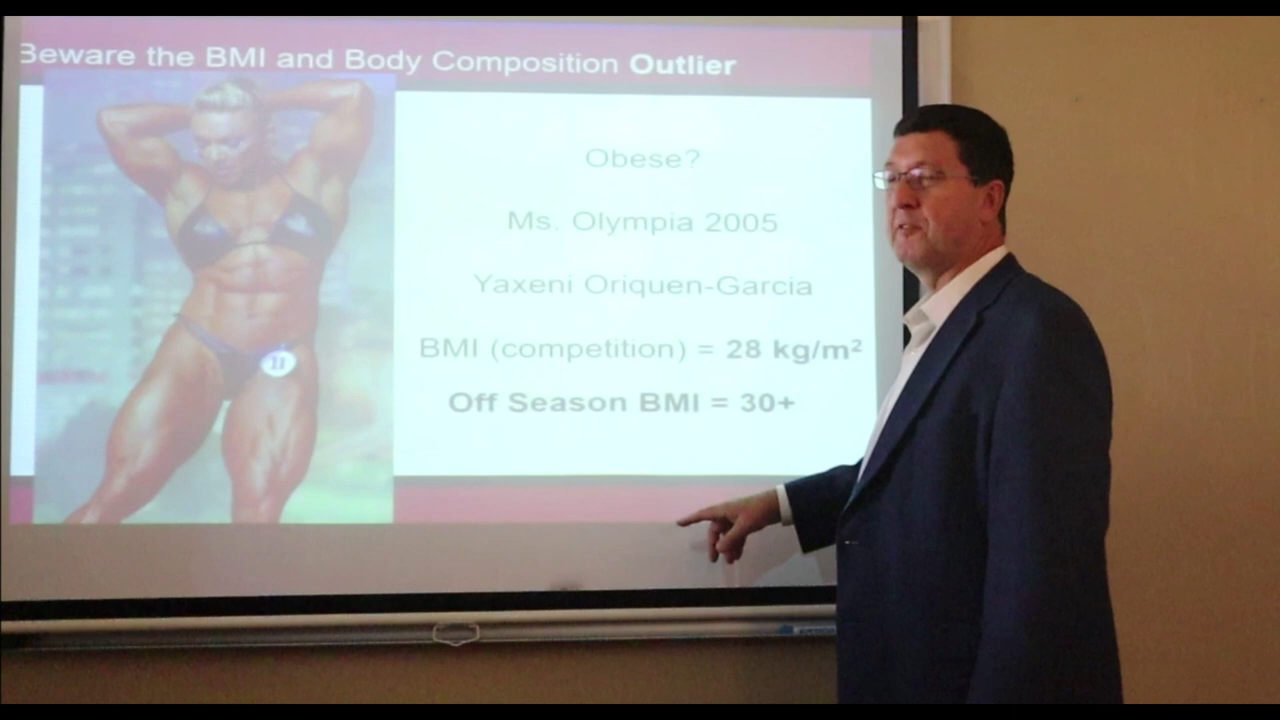 Beware the BMI and Body Composition Outlier
Obese?
Ms. Olympia 2005
Yaxeni Oriquen-Garcia
BMI (competition) = 28 kg/m²
Off Season BMI = 30+
11